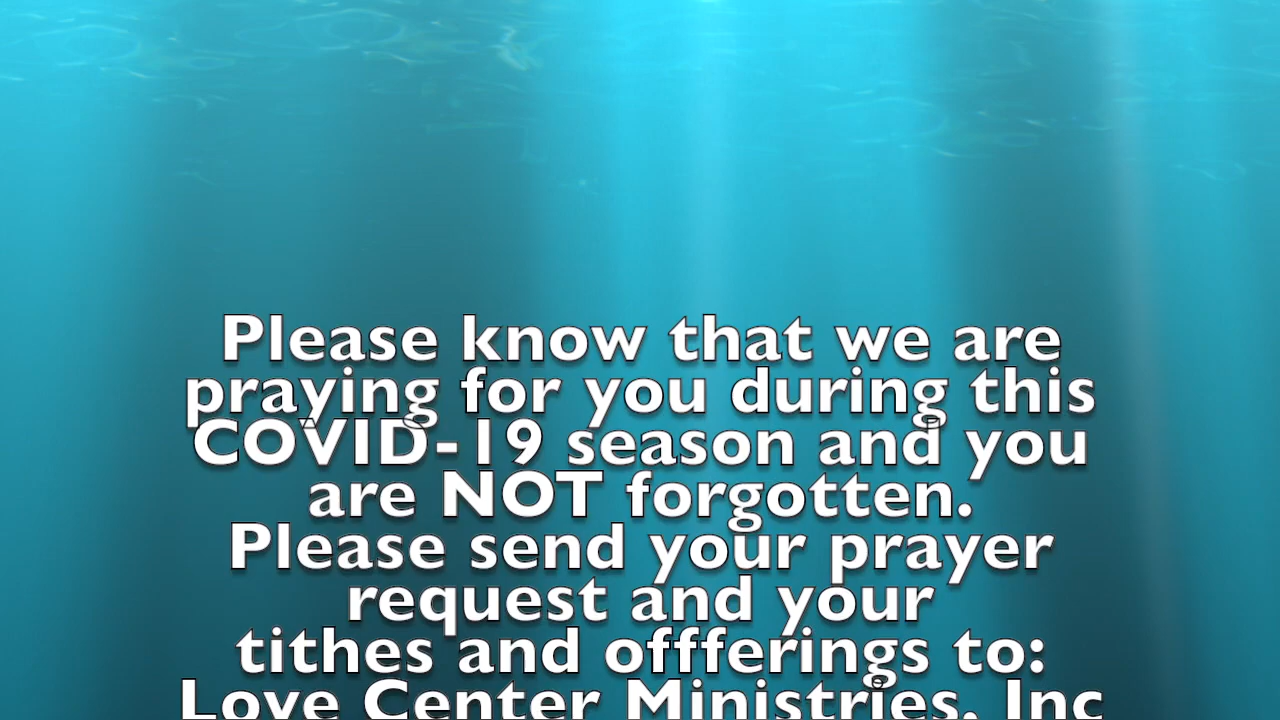 Please know that we are
praying for you during this
COVID-19 season and you
are NOT forgotten.
Please send your prayer
request and your
tithes and offferings to:
Love Center Ministries, Inc